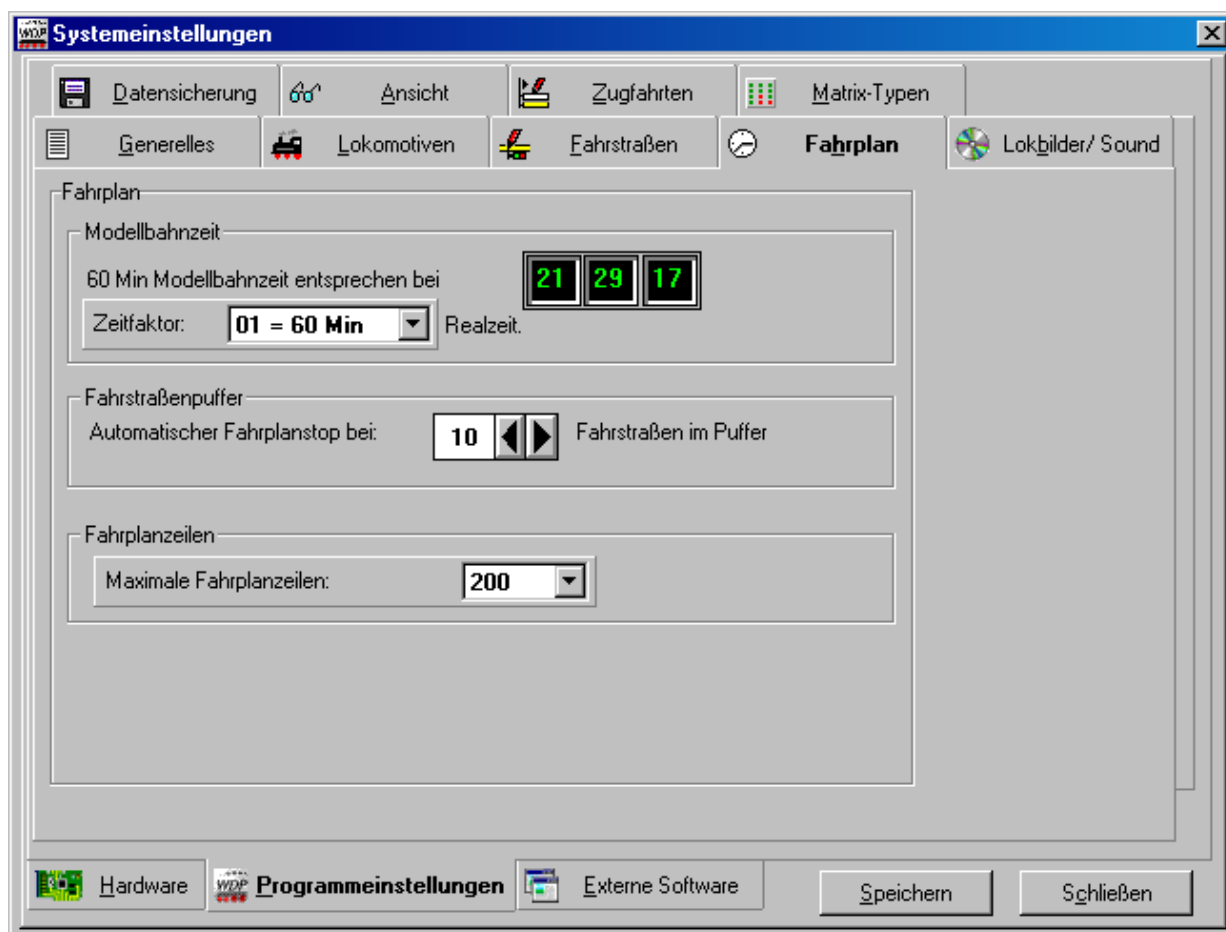 Systemeinstellungen
Datensicherung Ansicht Zugfahrten Matrix-Typen
Generelles Lokomotiven Fahrstraßen Fahrplan Lokbilder/ Sound
Fahrplan
Modellbahnzeit
60 Min Modellbahnzeit entsprechen bei 21 29 17
Zeitfaktor: 01 = 60 Min Realzeit.
Fahrstraßenpuffer
Automatischer Fahrplanstop bei: 10 Fahrstraßen im Puffer
Fahrplanzeilen
Maximale Fahrplanzeilen: 200
Hardware WDP Programmeinstellungen Externe Software Speichern Schließen